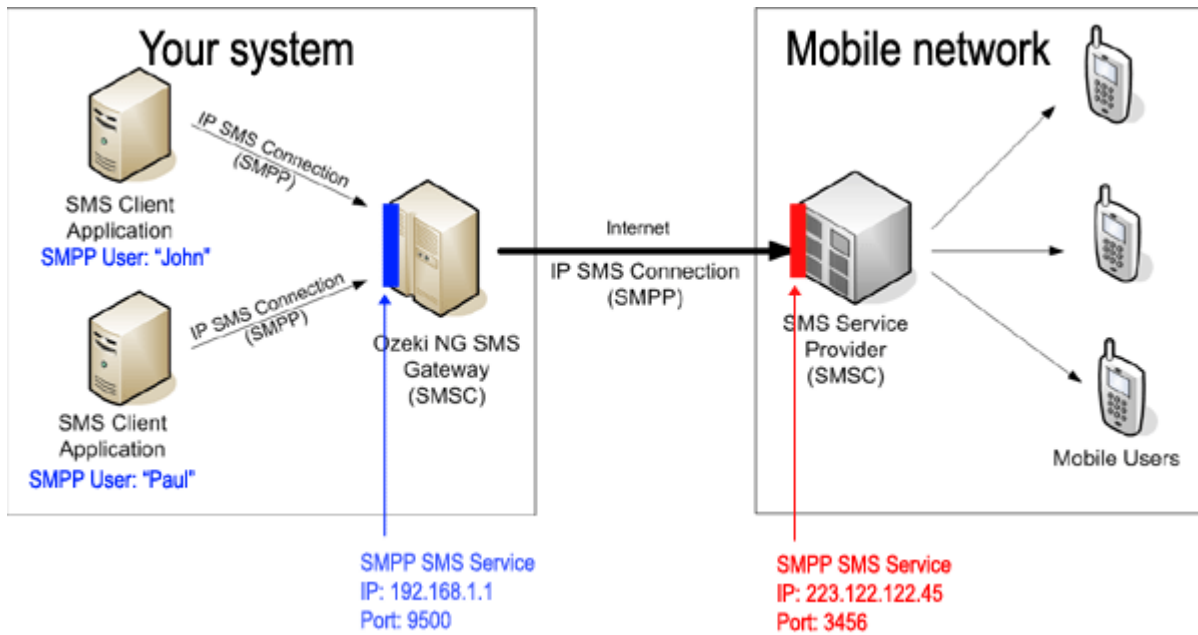 Your system
IP SMS Connection
(SMPP)
SMS Client
Application
SMPP User: “John”
IP SMS Connection
(SMPP)
SMS Client
Application
SMPP User: “Paul”
Ozeki NG SMS
Gateway
(SMSC)
Internet
IP SMS Connection
(SMPP)
Mobile network
SMS Service
Provider
(SMSC)
Mobile Users
SMPP SMS Service
IP: 192.168.1.1
Port: 9500
SMPP SMS Service
IP: 223.122.122.45
Port: 3456